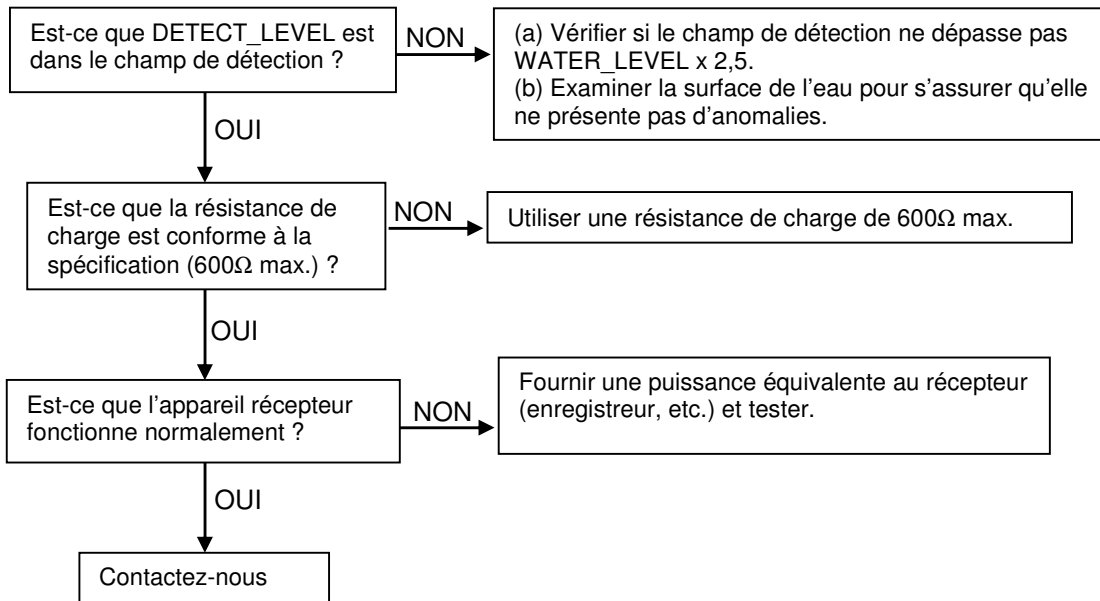 Est-ce que DETECT_LEVEL est
dans le champ de détection ?
NON
(a) Vérifier si le champ de détection ne dépasse pas
WATER_LEVEL x 2,5.
(b) Examiner la surface de l’eau pour s’assurer qu’elle
ne présente pas d’anomalies.
OUI
Est-ce que la résistance de
charge est conforme à la
spécification (600Ω max.) ?
NON
Utiliser une résistance de charge de 600Ω max.
OUI
Est-ce que l’appareil récepteur
fonctionne normalement ?
NON
Fournir une puissance équivalente au récepteur
(enregistreur, etc.) et tester.
OUI
Contactez-nous